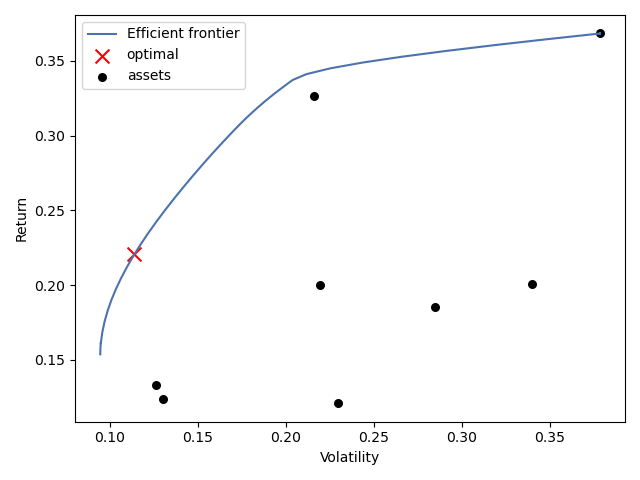 Efficient frontier
optimal
assets
Return
0.35
0.30
0.25
0.20
0.15
0.10 0.15 0.20 0.25 0.30 0.35
Volatility